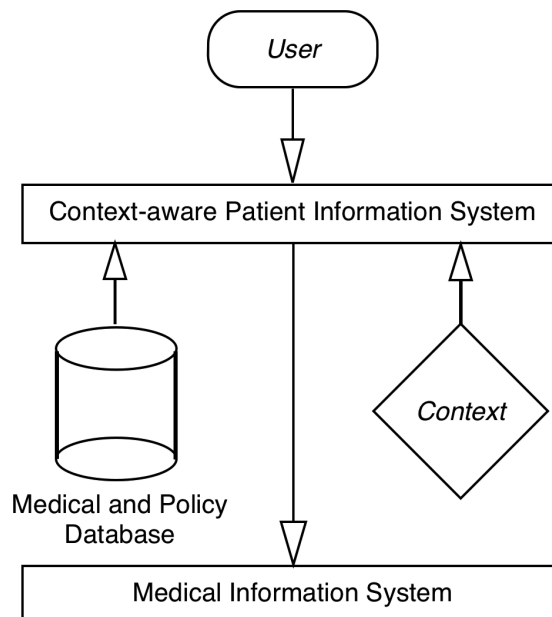 User
Context-aware Patient Information System
Context
Medical and Policy
Database
Medical Information System